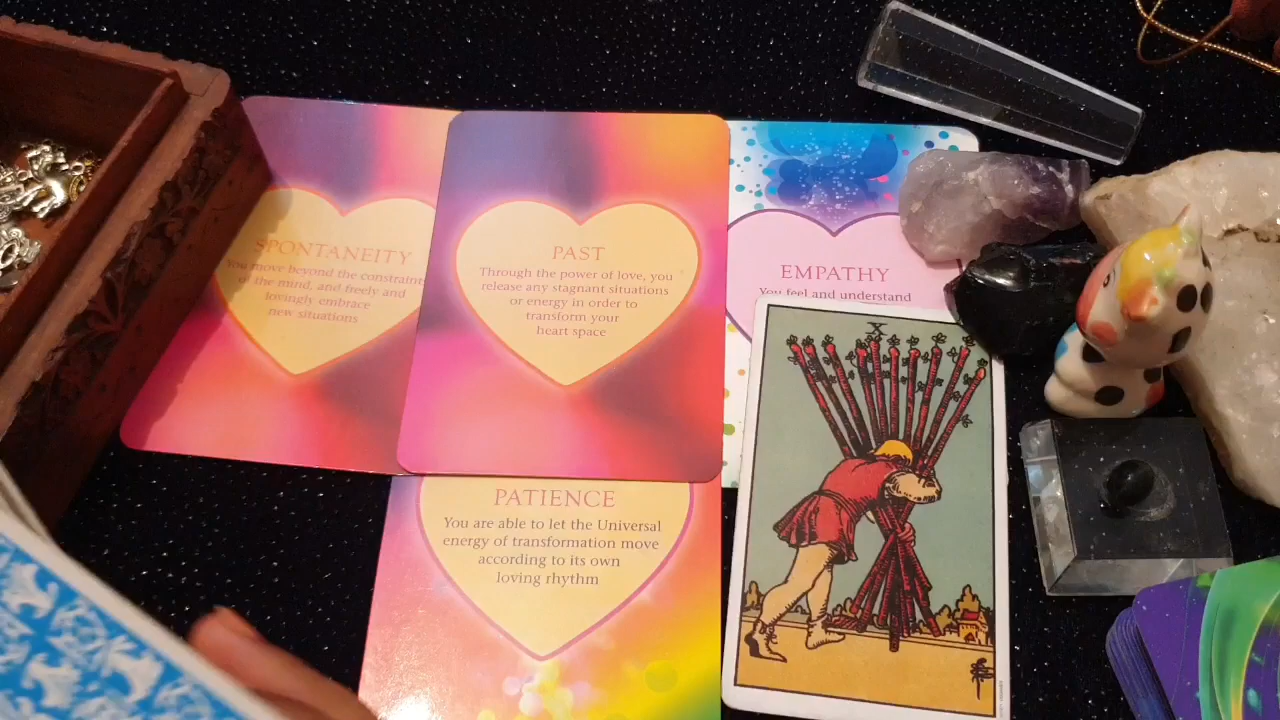 SPONTANEITY
You move beyond the constraints
of the mind, and freely and
lovingly embrace
new situations
PAST
Through the power of love, you
release any stagnant situations
or energy in order to
transform your
heart space
EMPATHY
You feel and understand
PATIENCE
You are able to let the Universal
energy of transformation move
according to its own
loving rhythm
X